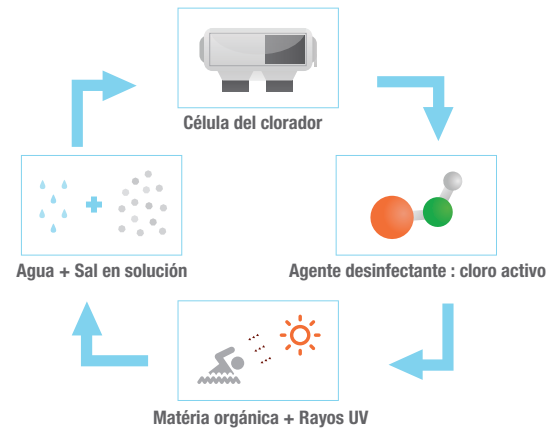 Célula del clorador
Agua + Sal en solución
Agente desinfectante : cloro activo
Matéria orgánica + Rayos UV